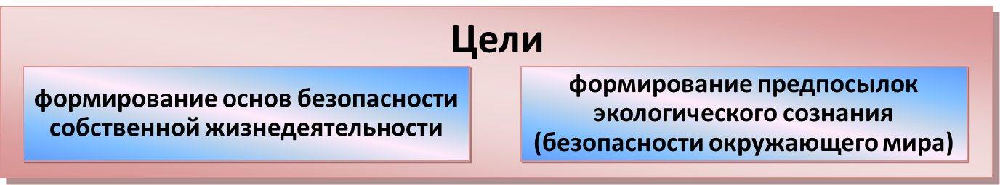 Цели
формирование основ безопасности
собственной жизнедеятельности
формирование предпосылок
экологического сознания
(безопасности окружающего мира)